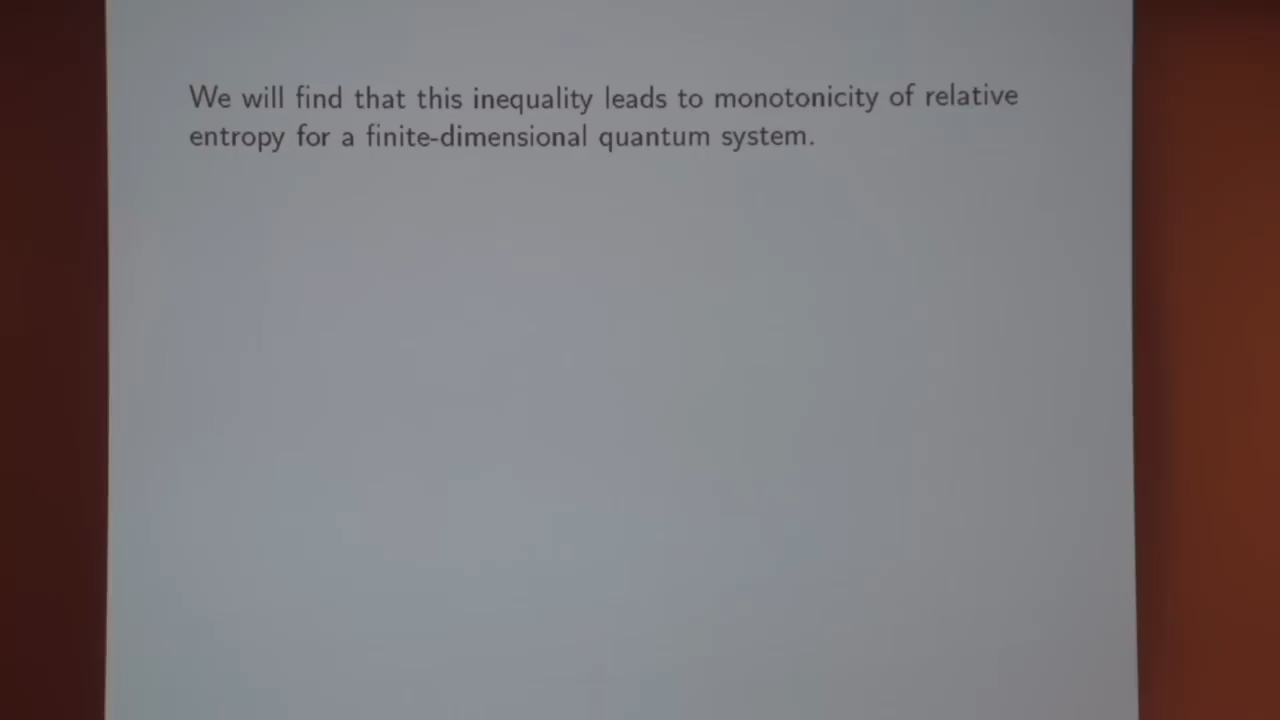 We will find that this inequality leads to monotonicity of relative
entropy for a finite-dimensional quantum system.